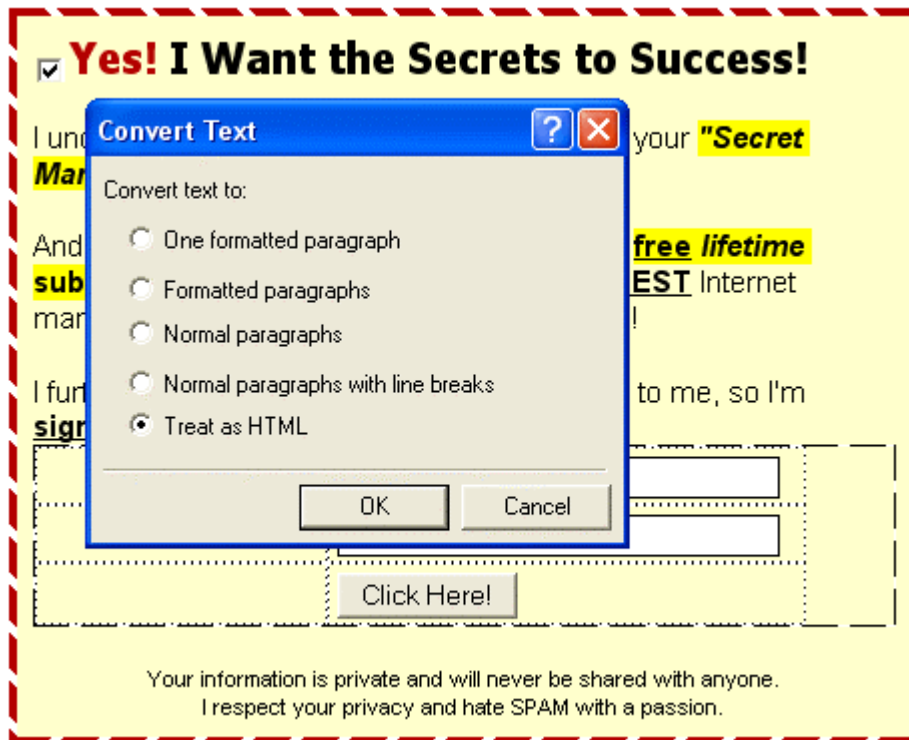 Yes! I Want the Secrets to Success!
I und your "Secret
Mar
Convert Text
Convert text to:
One formatted paragraph
Formatted paragraphs
Normal paragraphs
Normal paragraphs with line breaks
Treat as HTML
OK Cancel
And free lifetime
sub EST Internet
mar !
I furt to me, so I'm
sign
Click Here!
Your information is private and will never be shared with anyone.
I respect your privacy and hate SPAM with a passion.